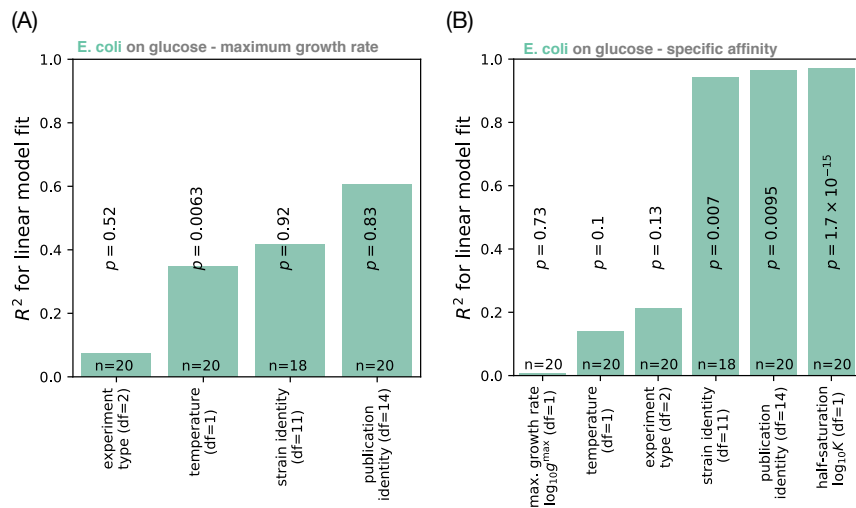 (A)
E. coli on glucose - maximum growth rate
R² for linear model fit
1.0
0.8
0.6
0.4
0.2
0.0
p = 0.52
p = 0.0063
p = 0.92
p = 0.83
n=20
n=20
n=18
n=20
experiment
type (df=2)
temperature
(df=1)
strain identity
(df=11)
publication
identity (df=14)
(B)
E. coli on glucose - specific affinity
R² for linear model fit
1.0
0.8
0.6
0.4
0.2
0.0
p = 0.73
p = 0.1
p = 0.13
p = 0.007
p = 0.0095
p = 1.7 × 10⁻¹⁵
n=20
n=20
n=20
n=18
n=20
n=20
max. growth rate
log₁₀g^max (df=1)
temperature
(df=1)
experiment
type (df=2)
strain identity
(df=11)
publication
identity (df=14)
half-saturation
log₁₀K (df=1)